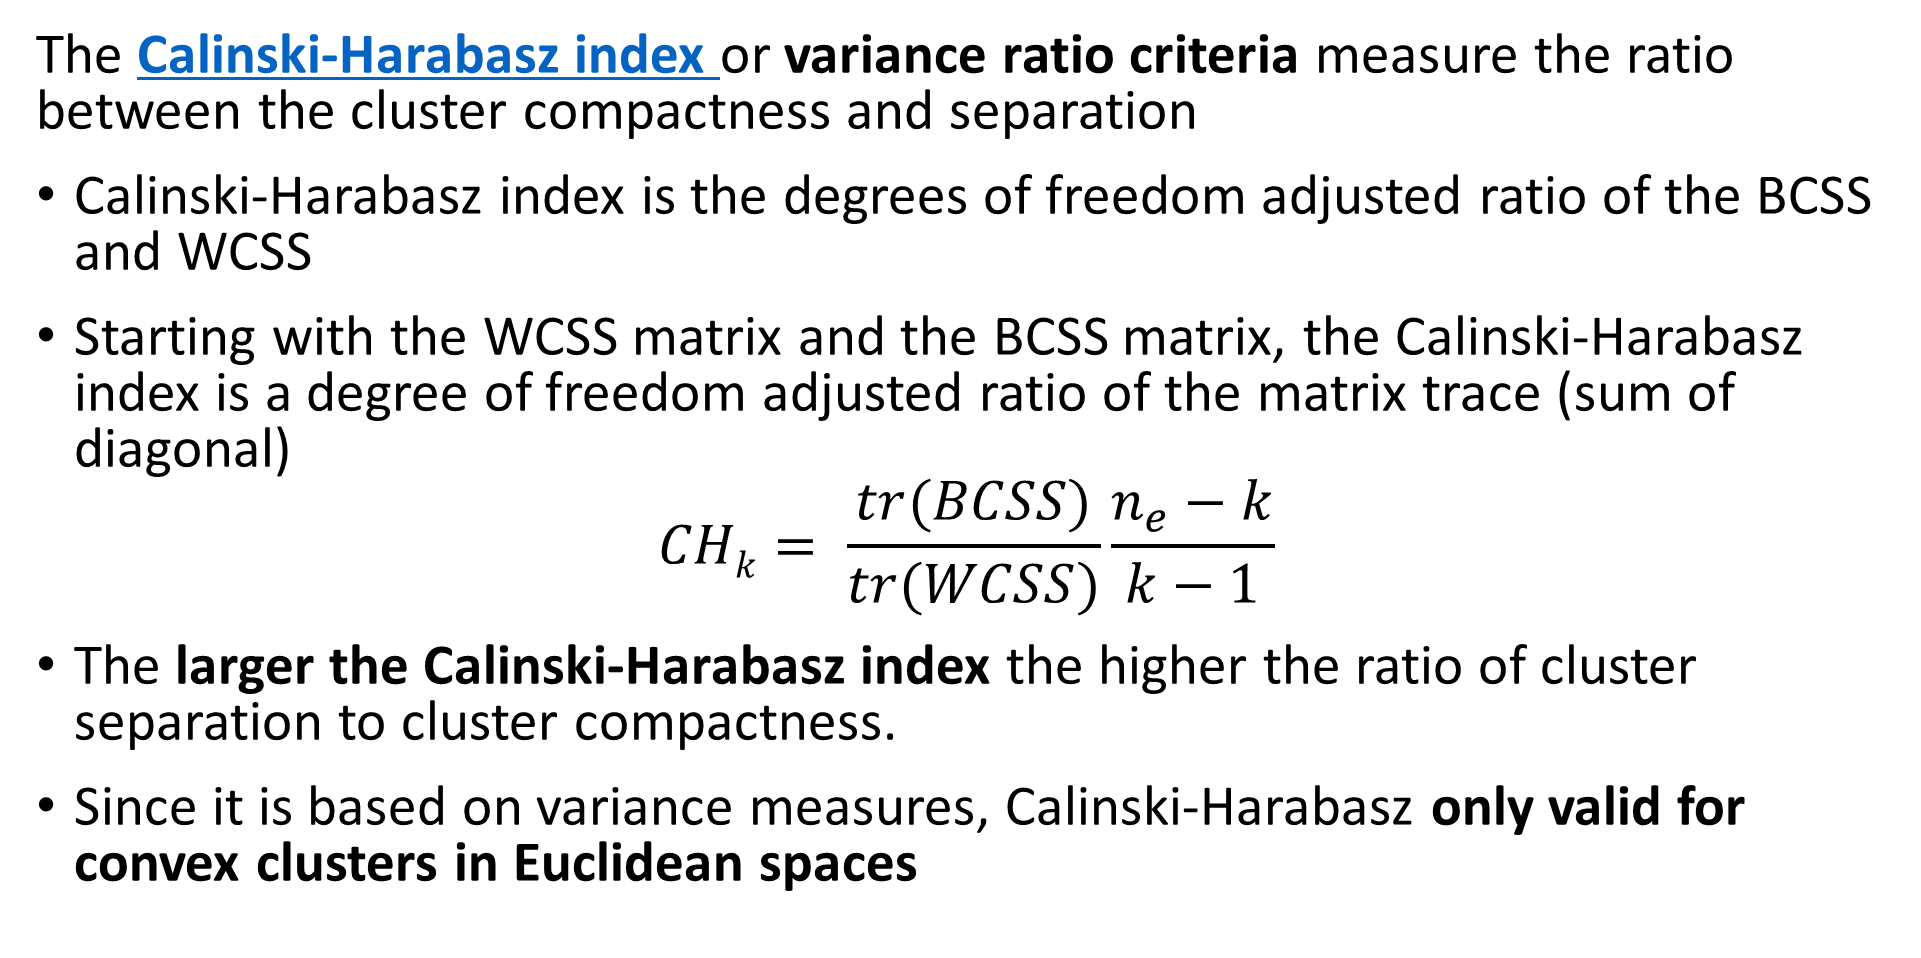 The Calinski-Harabasz index or variance ratio criteria measure the ratio
between the cluster compactness and separation
• Calinski-Harabasz index is the degrees of freedom adjusted ratio of the BCSS
and WCSS
• Starting with the WCSS matrix and the BCSS matrix, the Calinski-Harabasz
index is a degree of freedom adjusted ratio of the matrix trace (sum of
diagonal)
CH_k = \frac{tr(BCSS)}{tr(WCSS)} \frac{n_e - k}{k - 1}
• The larger the Calinski-Harabasz index the higher the ratio of cluster
separation to cluster compactness.
• Since it is based on variance measures, Calinski-Harabasz only valid for
convex clusters in Euclidean spaces